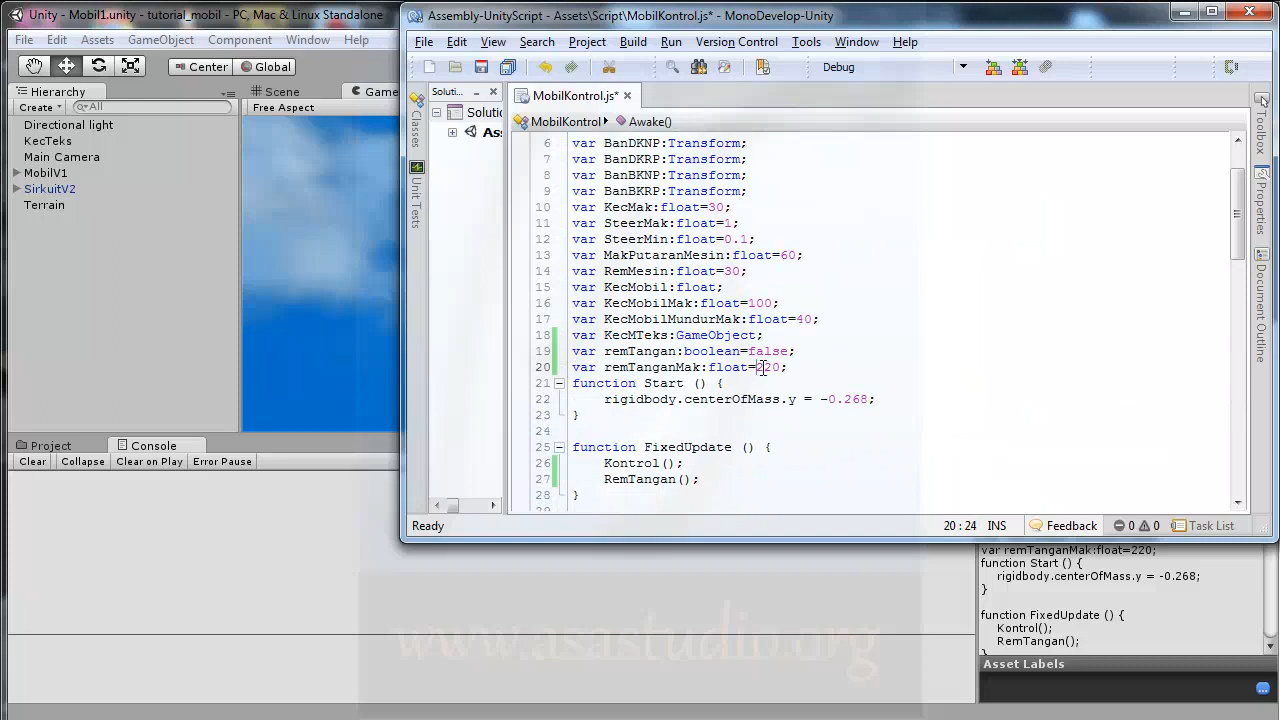 Unity - Mobil1.unity - tutorial_mobil - PC, Mac & Linux Standalone
File Edit Assets GameObject Component Window Help
Center Global
Hierarchy
Scene
Game
Create
All
Free Aspect
Directional light
KecTeks
Main Camera
MobilV1
SirkuitV2
Terrain
Project
Console
Clear Collapse Clear on Play Error Pause
Assembly-UnityScript - Assets\Script\MobilKontrol.js* - MonoDevelop-Unity
File Edit View Search Project Build Run Version Control Tools Window Help
Debug
Classes
Unit Tests
Soluti...
Solutio
As
MobilKontrol.js*
MobilKontrol
Awake()
6 var BanDKNP:Transform;
7 var BanDKRP:Transform;
8 var BanBKNP:Transform;
9 var BanBKRP:Transform;
10 var KecMak:float=30;
11 var SteerMak:float=1;
12 var SteerMin:float=0.1;
13 var MakPutaranMesin:float=60;
14 var RemMesin:float=30;
15 var KecMobil:float;
16 var KecMobilMak:float=100;
17 var KecMobilMundurMak:float=40;
18 var KecMTeks:GameObject;
19 var remTangan:boolean=false;
20 var remTanganMak:float=220;
21 function Start () {
22 rigidbody.centerOfMass.y = -0.268;
23 }
24
25 function FixedUpdate () {
26 Kontrol();
27 RemTangan();
28 }
Toolbox
Properties
Document Outline
Ready
20 : 24 INS
Feedback
0 0
Task List
var remTanganMak:float=220;
function Start () {
rigidbody.centerOfMass.y = -0.268;
}
function FixedUpdate () {
Kontrol();
RemTangan();
Asset Labels
www.asastudio.org